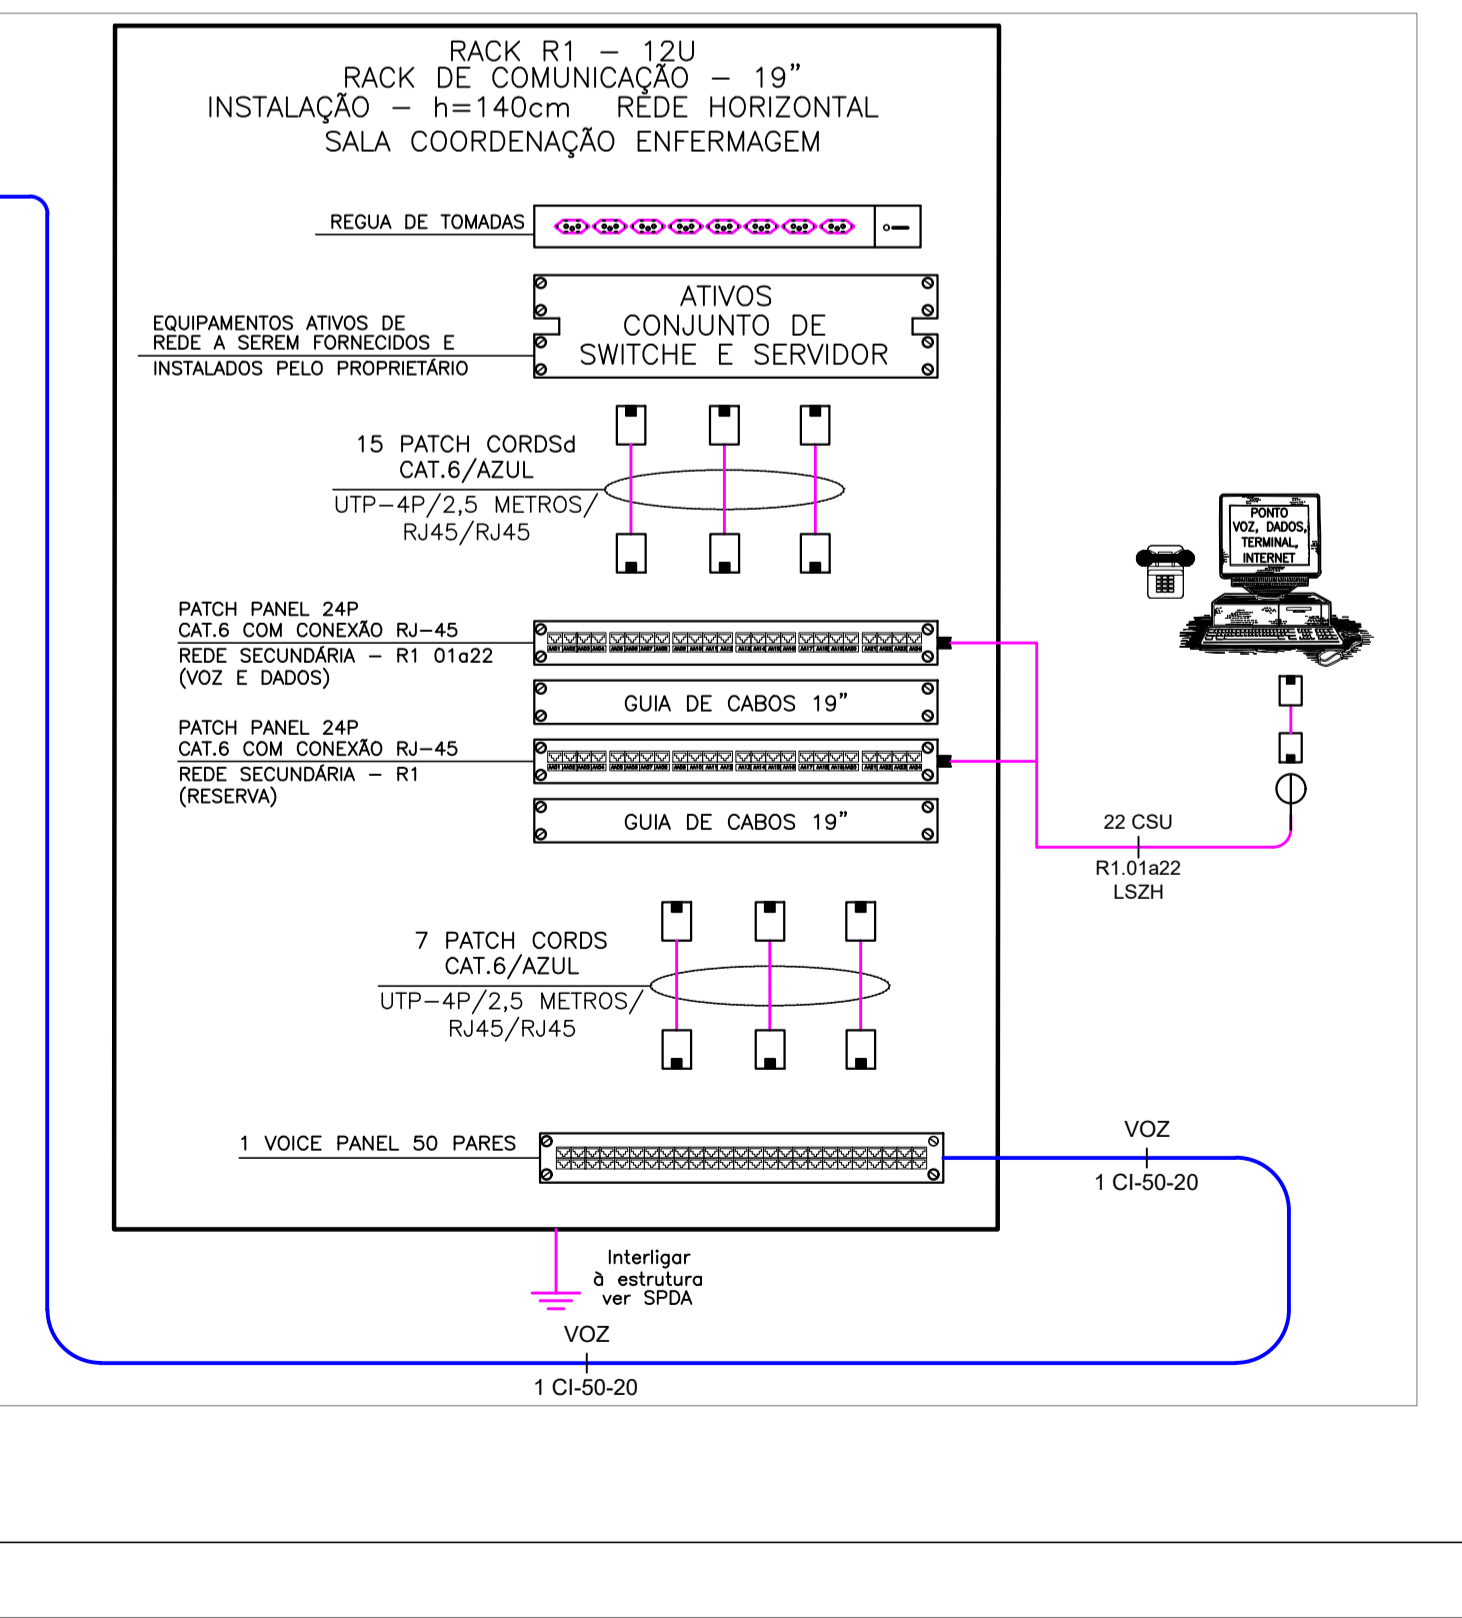 RACK R1 – 12U
RACK DE COMUNICAÇÃO – 19"
INSTALAÇÃO – h=140cm REDE HORIZONTAL
SALA COORDENAÇÃO ENFERMAGEM
REGUA DE TOMADAS
ATIVOS
CONJUNTO DE
SWITCHE E SERVIDOR
EQUIPAMENTOS ATIVOS DE
REDE A SEREM FORNECIDOS E
INSTALADOS PELO PROPRIETÁRIO
15 PATCH CORDSd
CAT.6/AZUL
UTP–4P/2,5 METROS/
RJ45/RJ45
PONTO
VOZ, DADOS,
TERMINAL,
INTERNET
PATCH PANEL 24P
CAT.6 COM CONEXÃO RJ–45
REDE SECUNDÁRIA – R1 01a22
(VOZ E DADOS)
GUIA DE CABOS 19"
PATCH PANEL 24P
CAT.6 COM CONEXÃO RJ–45
REDE SECUNDÁRIA – R1
(RESERVA)
GUIA DE CABOS 19"
22 CSU
R1.01a22
LSZH
7 PATCH CORDS
CAT.6/AZUL
UTP–4P/2,5 METROS/
RJ45/RJ45
1 VOICE PANEL 50 PARES
VOZ
1 CI-50-20
Interligar
à estrutura
ver SPDA
VOZ
1 CI-50-20